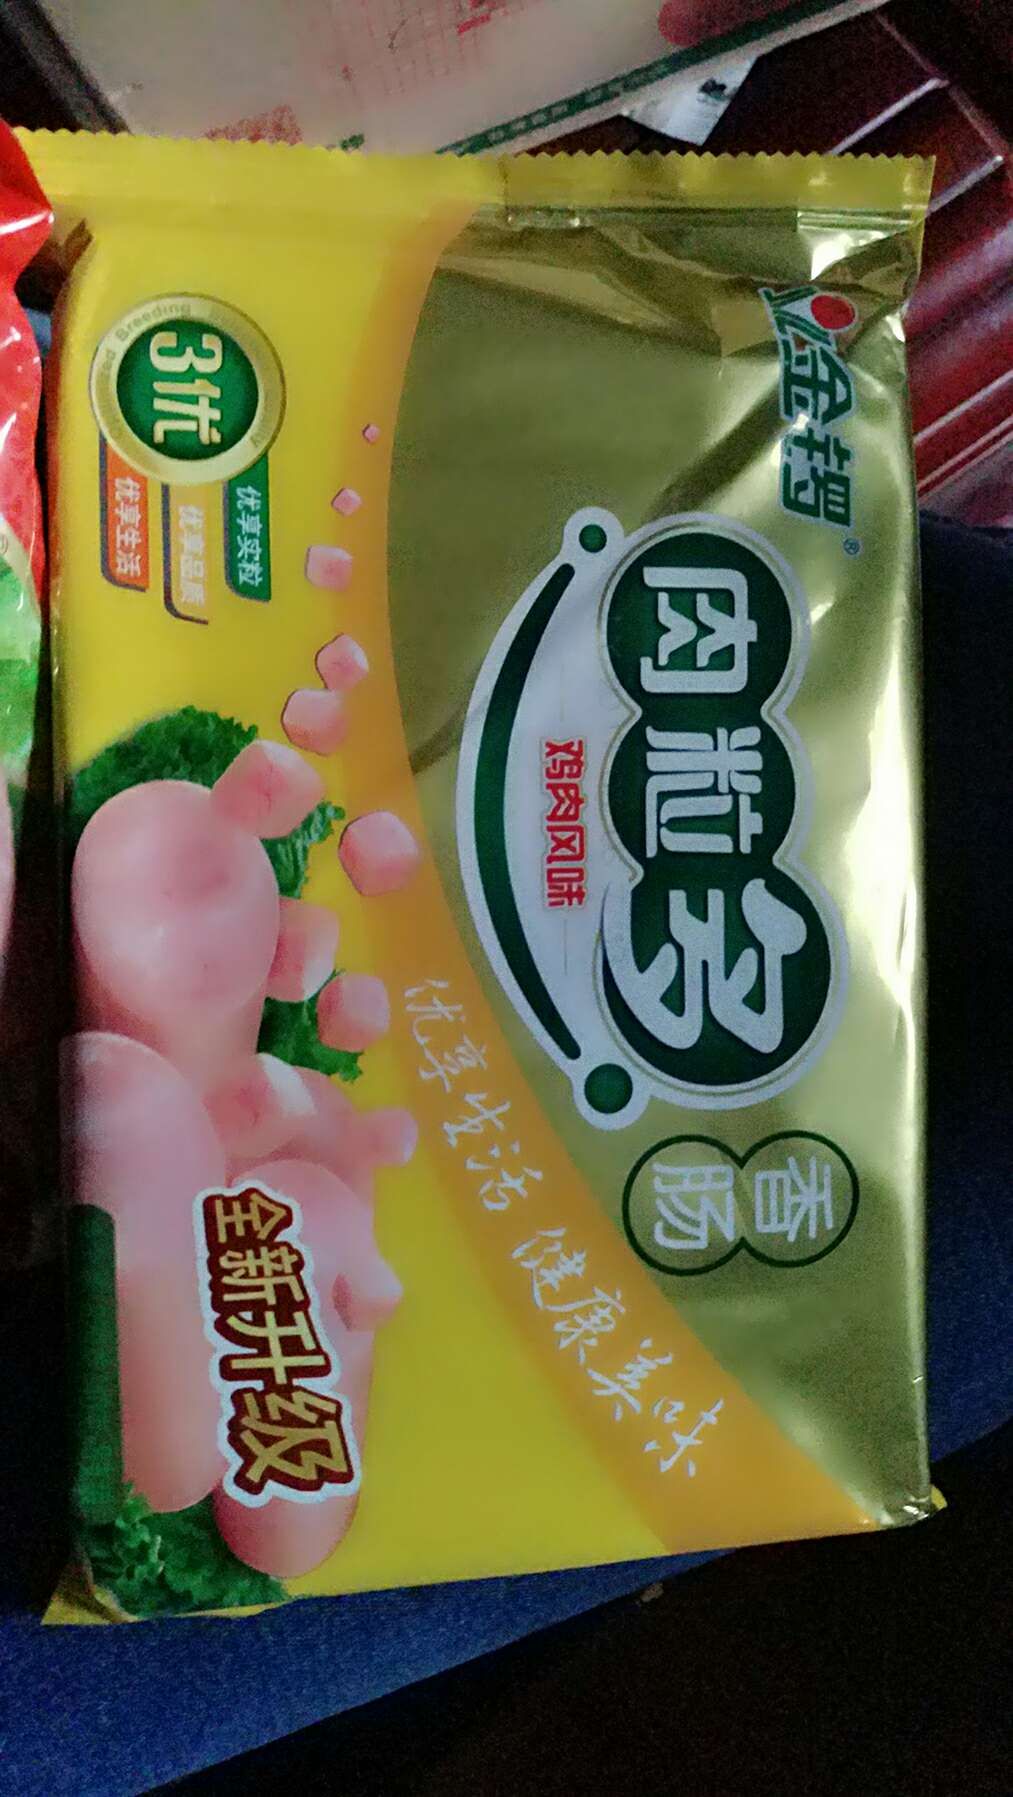 金锣®
肉粒多
鸡肉风味
香肠
优享生活 健康美味
Breeding
3优
优享实粒
优享品质
优享生活
全新升级